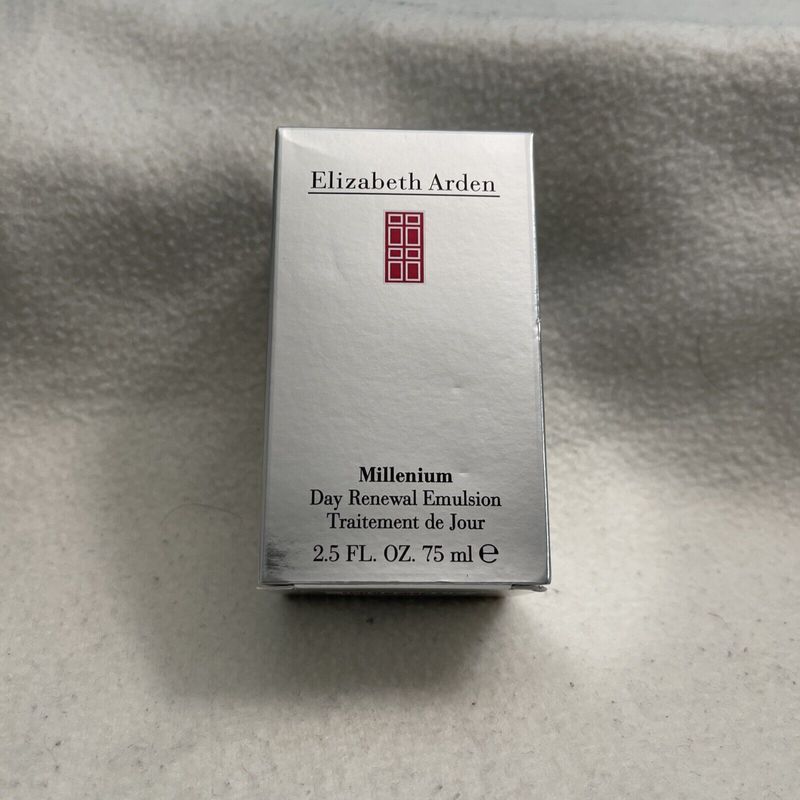 Elizabeth Arden
Millenium
Day Renewal Emulsion
Traitement de Jour
2.5 FL. OZ. 75 ml ℮